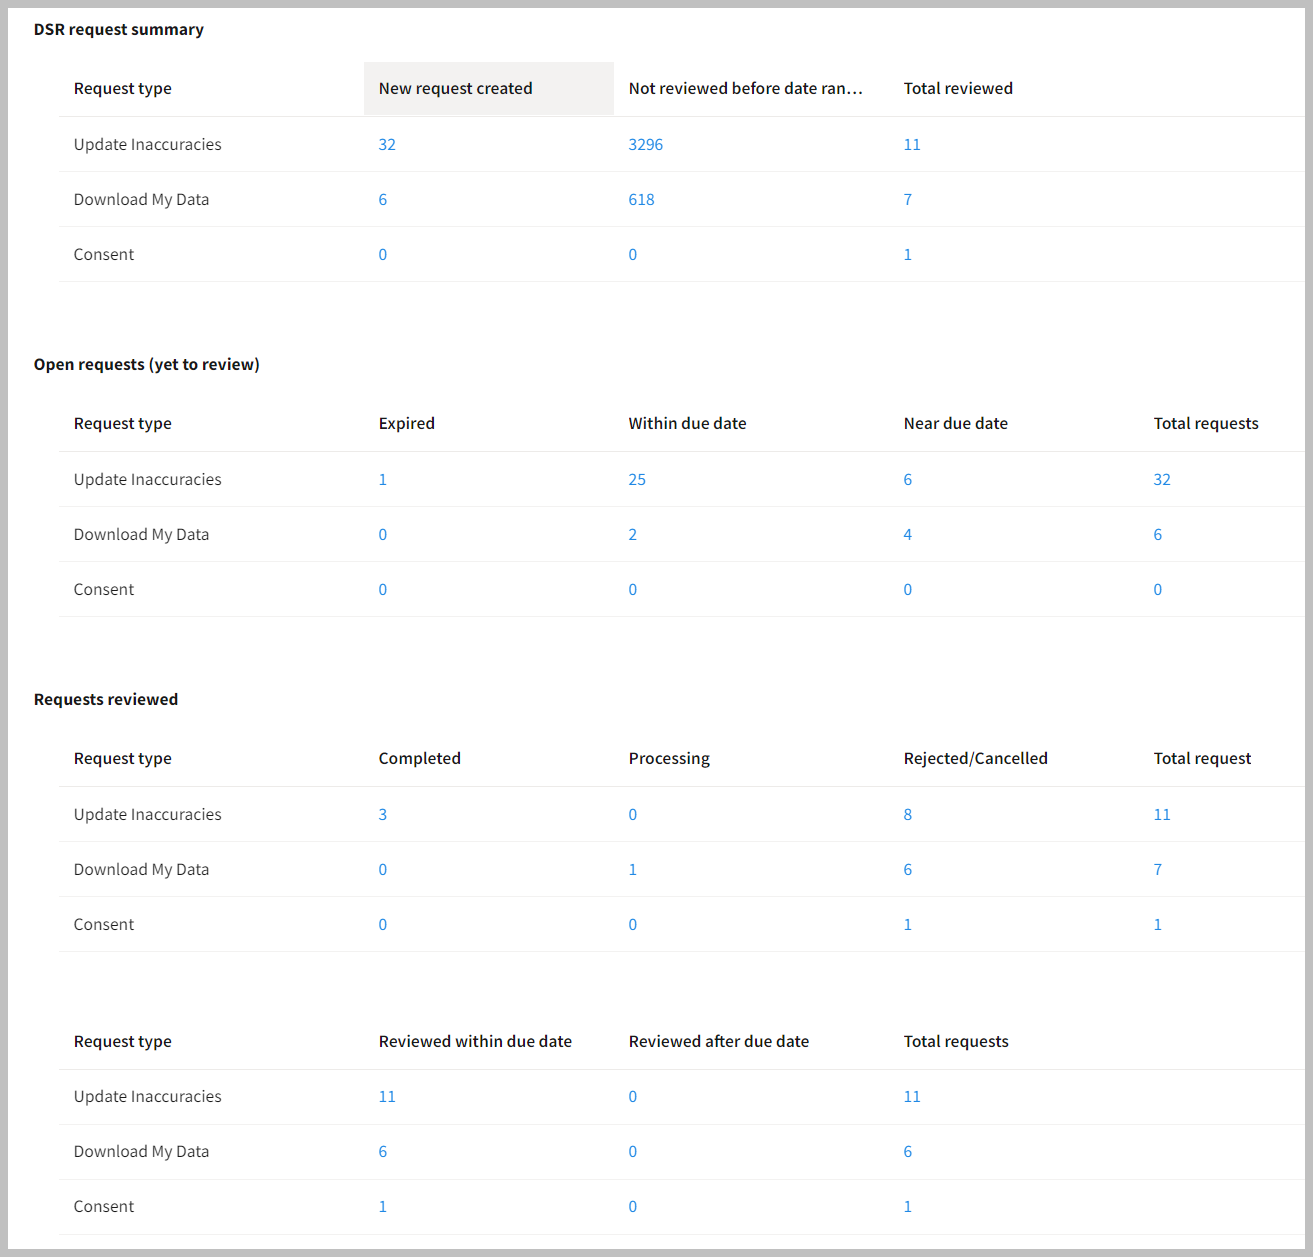 DSR request summary
Request type New request created Not reviewed before date ran... Total reviewed
Update Inaccuracies 32 3296 11
Download My Data 6 618 7
Consent 0 0 1
Open requests (yet to review)
Request type Expired Within due date Near due date Total requests
Update Inaccuracies 1 25 6 32
Download My Data 0 2 4 6
Consent 0 0 0 0
Requests reviewed
Request type Completed Processing Rejected/Cancelled Total request
Update Inaccuracies 3 0 8 11
Download My Data 0 1 6 7
Consent 0 0 1 1
Request type Reviewed within due date Reviewed after due date Total requests
Update Inaccuracies 11 0 11
Download My Data 6 0 6
Consent 1 0 1